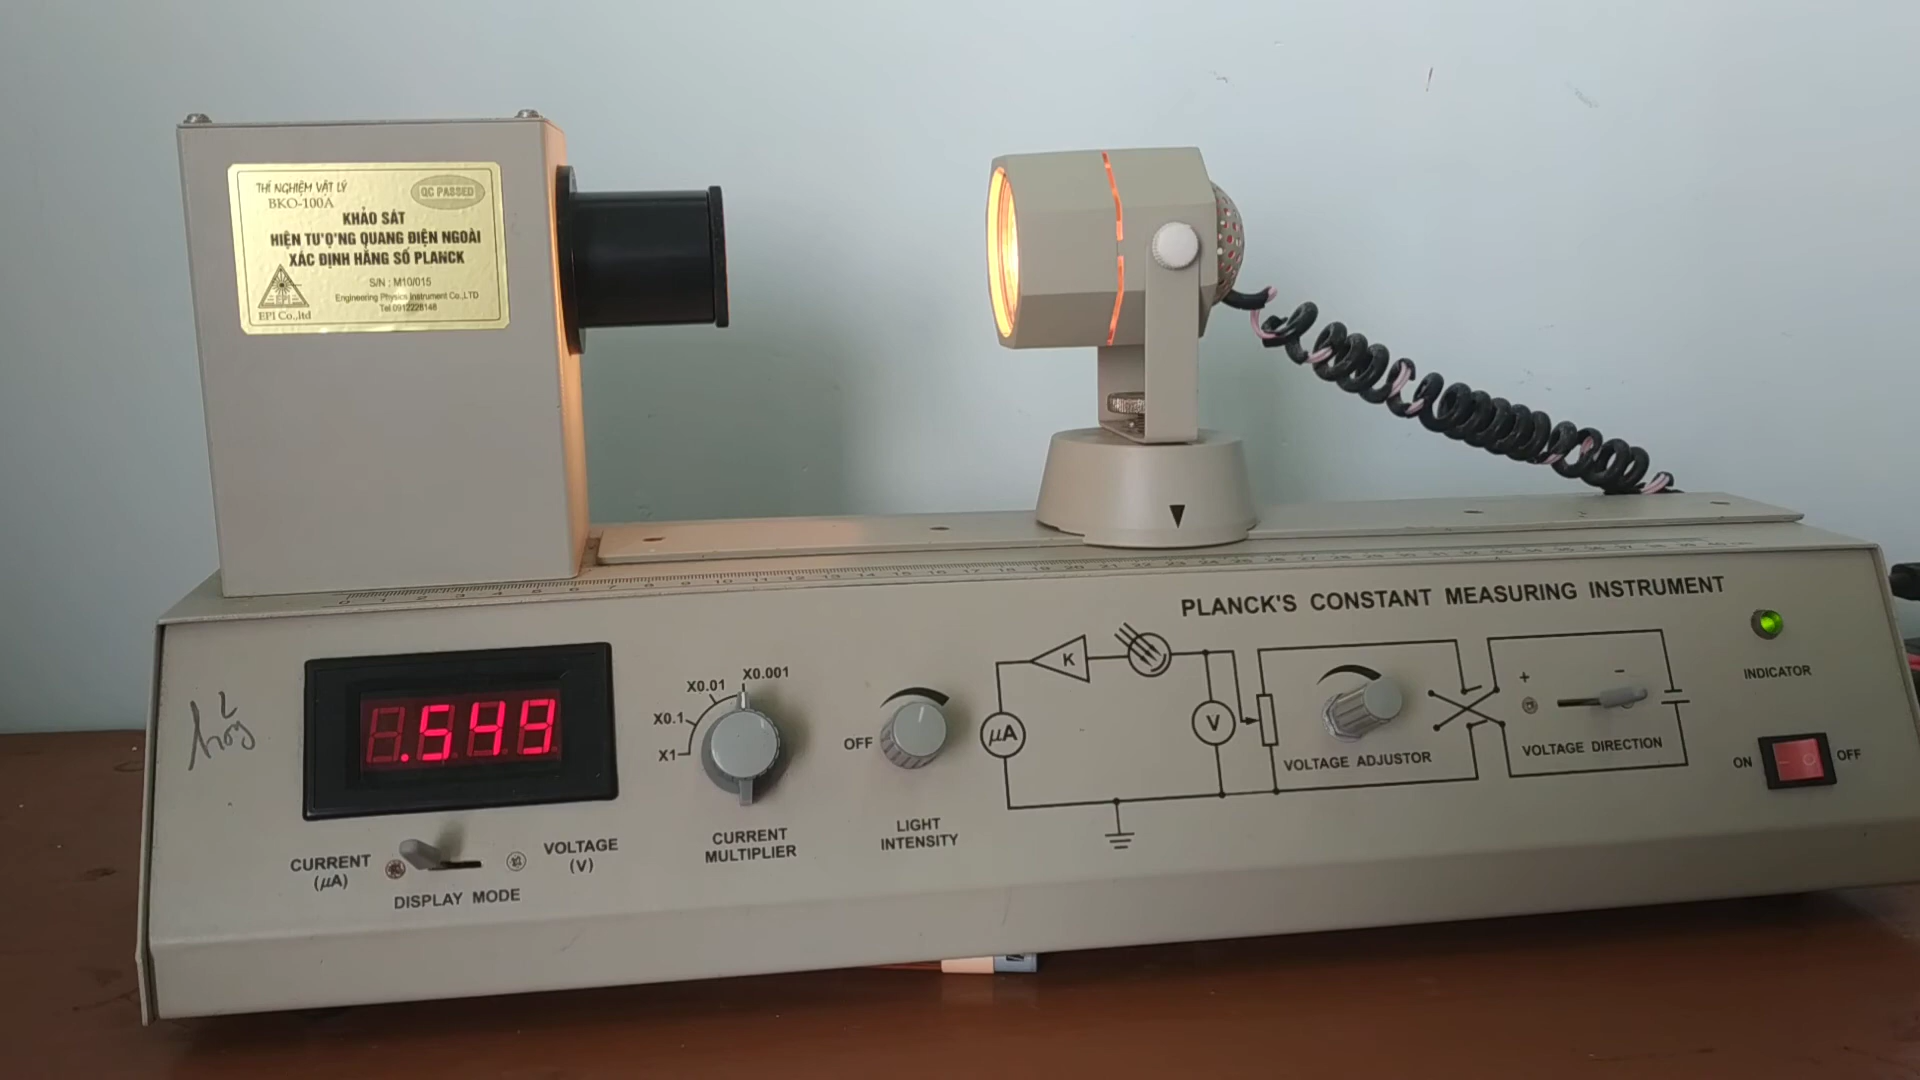 THÍ NGHIỆM VẬT LÝ
BKO-100A
QC PASSED
KHẢO SÁT
HIỆN TƯỢNG QUANG ĐIỆN NGOÀI
XÁC ĐỊNH HẰNG SỐ PLANCK
S/N : M10/015
Engineering Physics Instrument Co.,LTD
Tel 0912226146
EPI
EPI Co.,ltd
PLANCK'S CONSTANT MEASURING INSTRUMENT
.549
X0.001
X0.01
X0.1
X1
CURRENT
MULTIPLIER
OFF
LIGHT
INTENSITY
K
µA
V
VOLTAGE ADJUSTOR
+ -
VOLTAGE DIRECTION
INDICATOR
ON OFF
CURRENT
(µA)
VOLTAGE
(V)
DISPLAY MODE